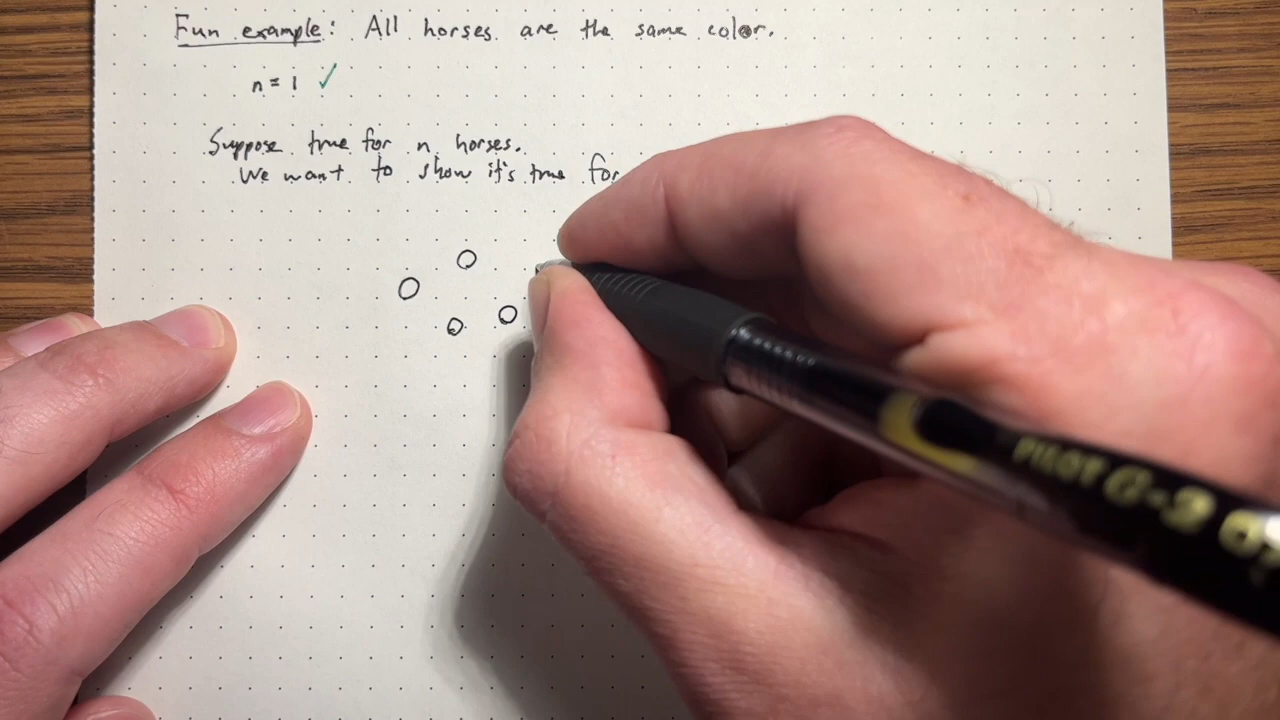 Fun example: All horses are the same color.
n = 1 ✓
Suppose true for n horses.
We want to show it's true for
PILOT G-2